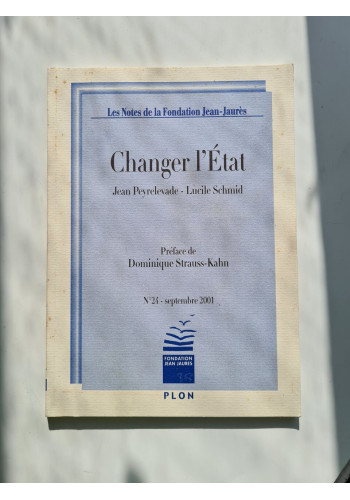 Les Notes de la Fondation Jean-Jaurès
Changer l'État
Jean Peyrelevade - Lucile Schmid
Préface de
Dominique Strauss-Kahn
N°24 - septembre 2001
FONDATION
JEAN JAURÈS
PLON